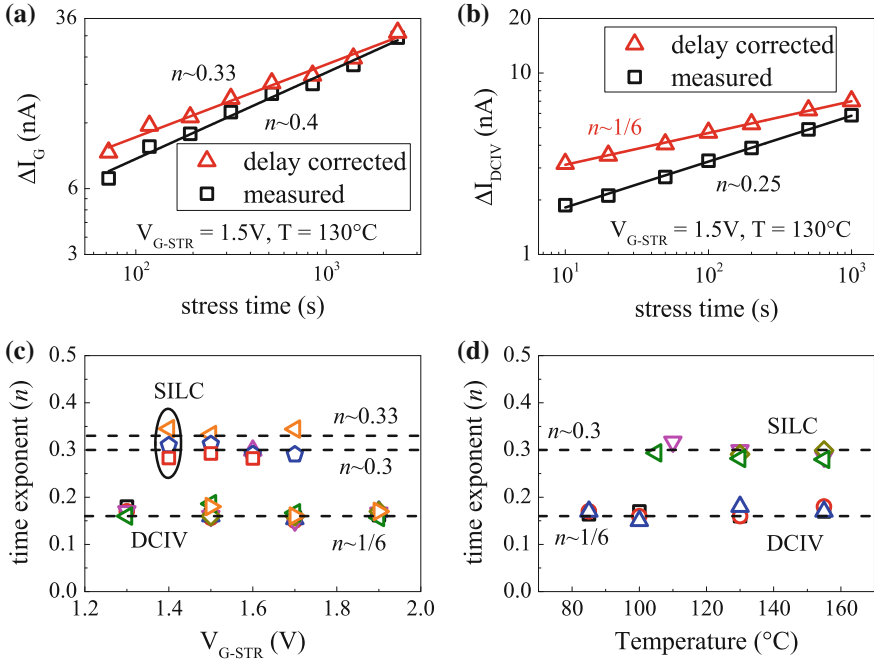 (a)
36
6
3
ΔI_G (nA)
n~0.33
n~0.4
delay corrected
measured
V_G-STR = 1.5V, T = 130°C
10^2
10^3
stress time (s)
(b)
20
10
1
ΔI_DCIV (nA)
delay corrected
measured
n~1/6
n~0.25
V_G-STR = 1.5V, T = 130°C
10^1
10^2
10^3
stress time (s)
(c)
0.5
0.4
0.3
0.2
0.1
0.0
time exponent (n)
SILC
n~0.33
n~0.3
DCIV
n~1/6
1.2
1.4
1.6
1.8
2.0
V_G-STR (V)
(d)
0.5
0.4
0.3
0.2
0.1
0.0
time exponent (n)
n~0.3
SILC
n~1/6
DCIV
80
100
120
140
160
Temperature (°C)